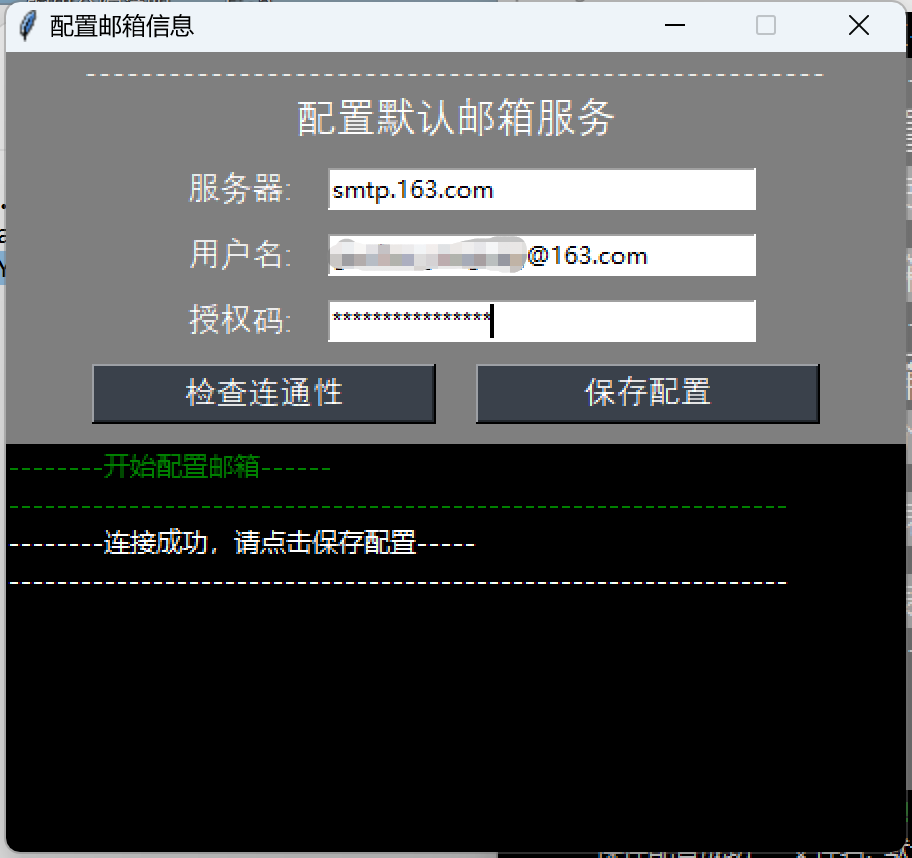 配置邮箱信息
--------------------------------------------------
配置默认邮箱服务
服务器: smtp.163.com
用户名: @163.com
授权码: ****************
检查连通性 保存配置
--------开始配置邮箱------
-----------------------------------------------------------------
--------连接成功，请点击保存配置-----
-----------------------------------------------------------------